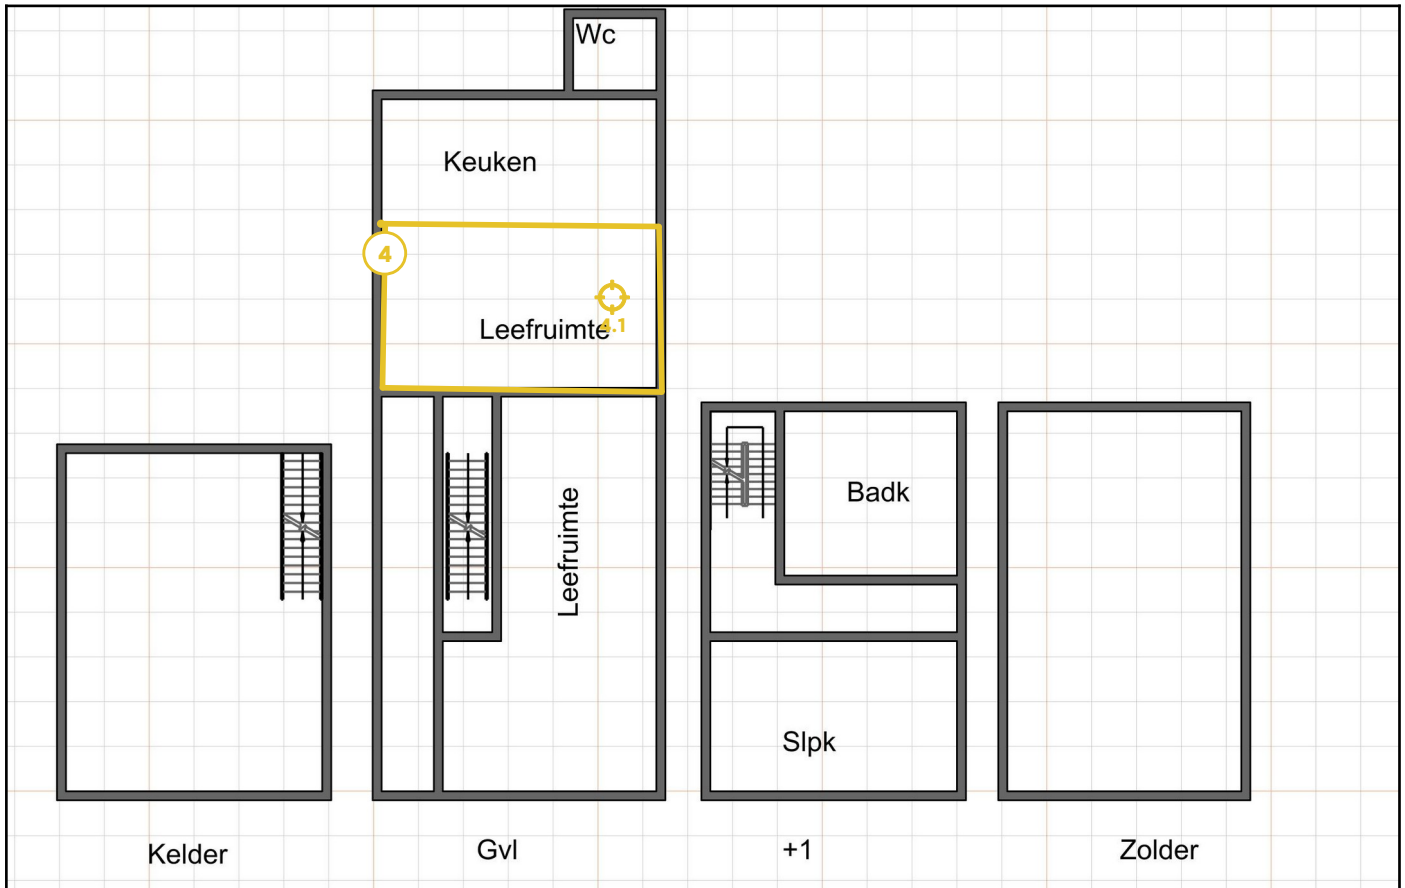 Wc
Keuken
4
Leefruimte
4.1
Leefruimte
Badk
Slpk
Kelder
Gvl
+1
Zolder